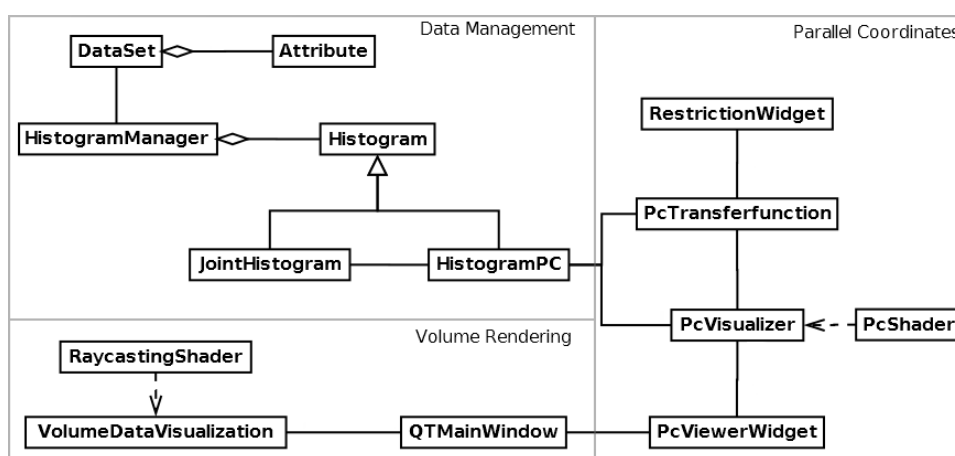 Data Management
Parallel Coordinates
DataSet
Attribute
HistogramManager
Histogram
JointHistogram
HistogramPC
RestrictionWidget
PcTransferfunction
PcVisualizer
PcShader
Volume Rendering
RaycastingShader
VolumeDataVisualization
QTMainWindow
PcViewerWidget